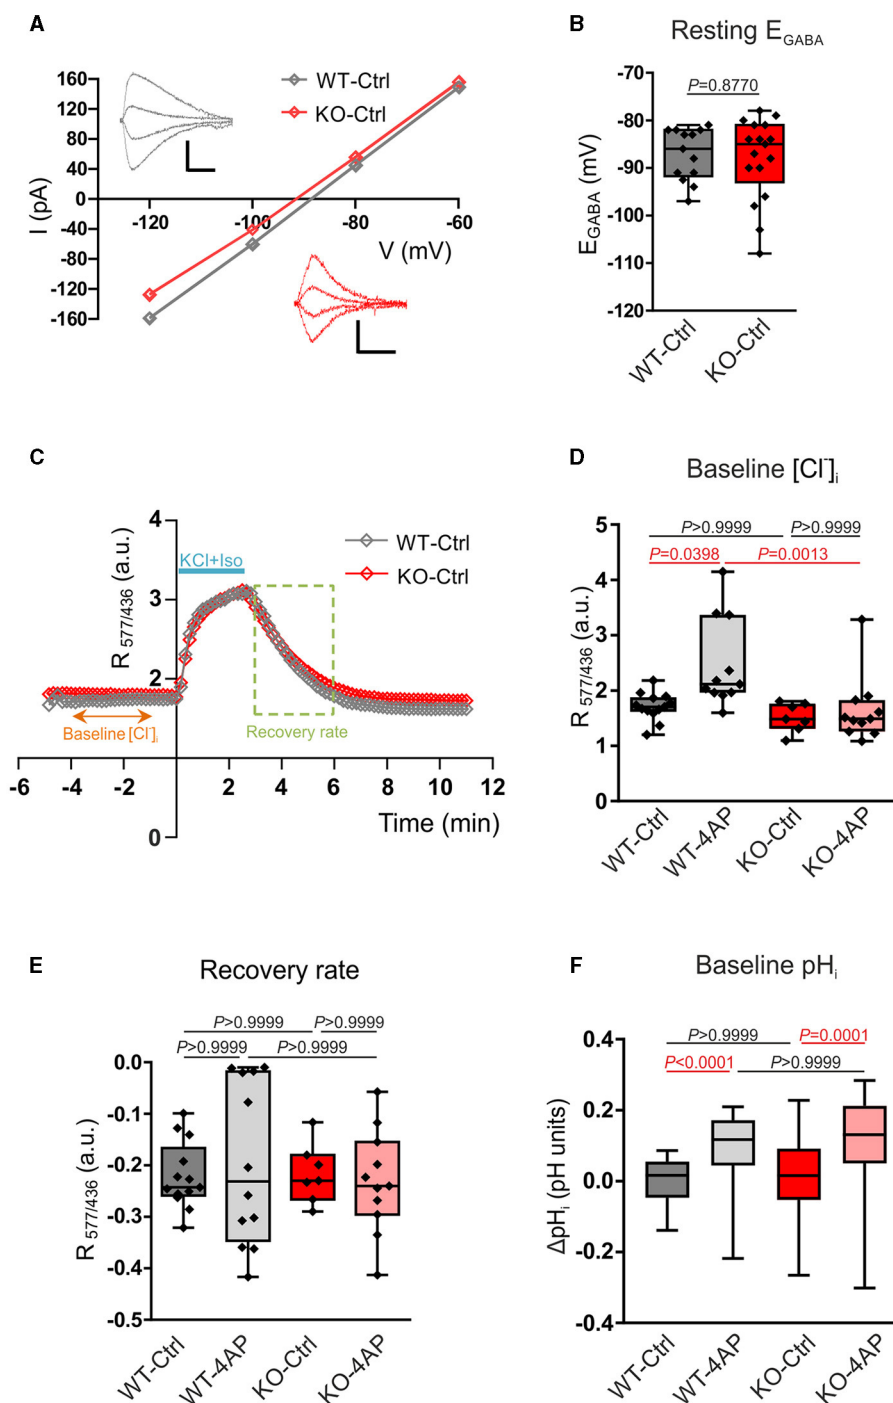 A
160
120
80
40
0
-40
-80
-120
-160
I (pA)
-120
-100
-80
-60
V (mV)
WT-Ctrl
KO-Ctrl
B
Resting E_GABA
P=0.8770
-70
-80
-90
-100
-110
-120
E_GABA (mV)
WT-Ctrl
KO-Ctrl
C
4
3
2
0
R 577/436 (a.u.)
KCl+Iso
WT-Ctrl
KO-Ctrl
Baseline [Cl⁻]i
Recovery rate
-6
-4
-2
2
4
6
8
10
12
Time (min)
D
Baseline [Cl⁻]i
P>0.9999
P>0.9999
P=0.0398
P=0.0013
5
4
3
2
1
0
R 577/436 (a.u.)
WT-Ctrl
WT-4AP
KO-Ctrl
KO-4AP
E
Recovery rate
P>0.9999
P>0.9999
P>0.9999
P>0.9999
0.0
-0.1
-0.2
-0.3
-0.4
-0.5
R 577/436 (a.u.)
WT-Ctrl
WT-4AP
KO-Ctrl
KO-4AP
F
Baseline pHi
P>0.9999
P=0.0001
P<0.0001
P>0.9999
0.4
0.2
0.0
-0.2
-0.4
ΔpHi (pH units)
WT-Ctrl
WT-4AP
KO-Ctrl
KO-4AP